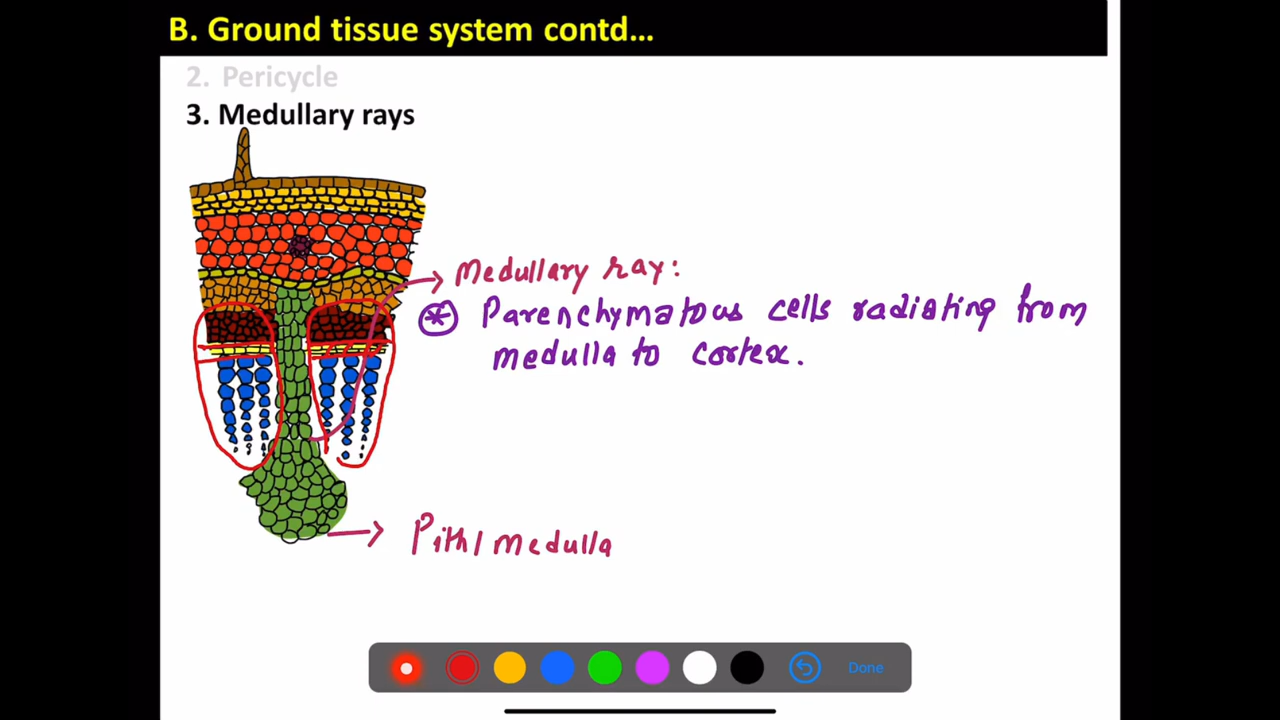 B. Ground tissue system contd...
2. Pericycle
3. Medullary rays
Medullary ray:
* Parenchymatous cells radiating from
medulla to cortex.
Pith/medulla
Done